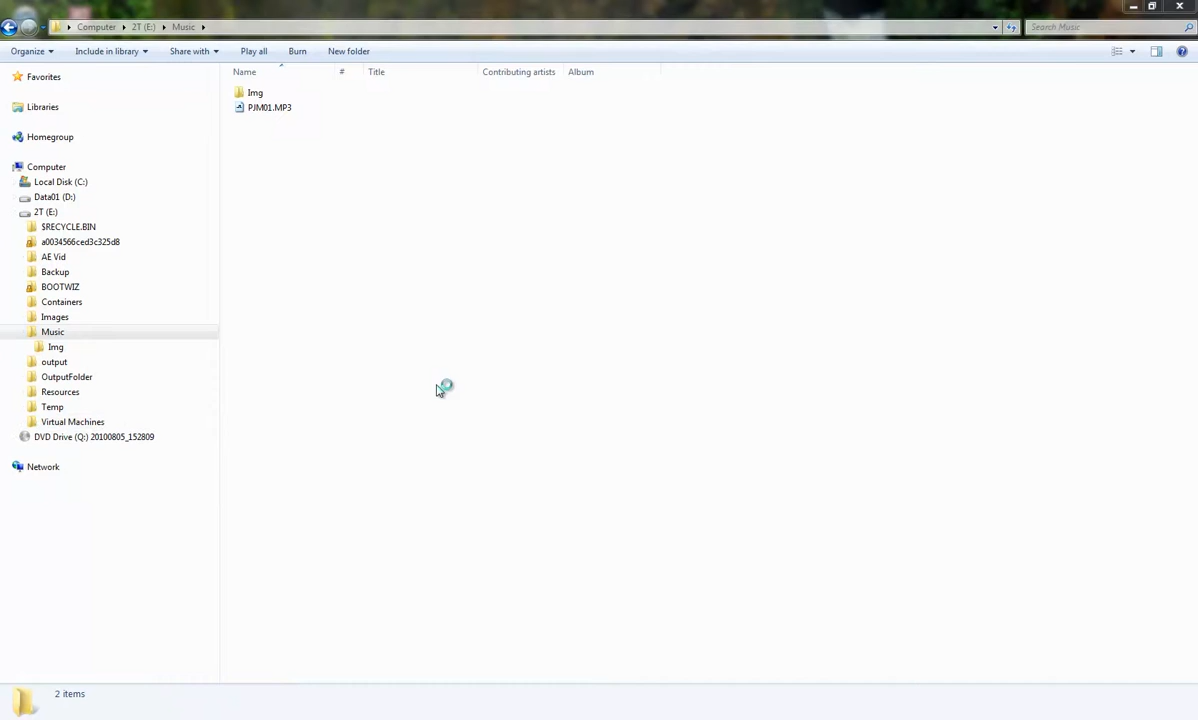 Computer 2T (E:) Music
Search Music
Organize Include in library Share with Play all Burn New folder
Name # Title Contributing artists Album
Favorites
Libraries
Homegroup
Computer
Local Disk (C:)
Data01 (D:)
2T (E:)
$RECYCLE.BIN
a0034566ced3c325d8
AE Vid
Backup
BOOTWIZ
Containers
Images
Music
Img
output
OutputFolder
Resources
Temp
Virtual Machines
DVD Drive (Q:) 20100805_152809
Network
Img
PJM01.MP3
2 items